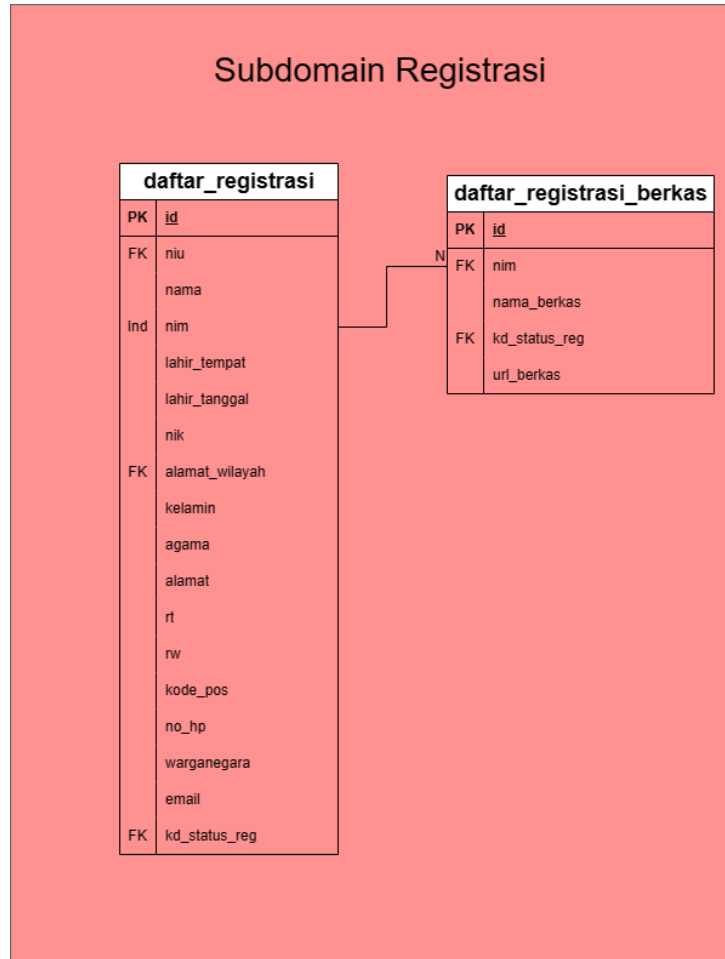 Subdomain Registrasi
daftar_registrasi
PK id
FK niu
nama
Ind nim
lahir_tempat
lahir_tanggal
nik
FK alamat_wilayah
kelamin
agama
alamat
rt
rw
kode_pos
no_hp
warganegara
email
FK kd_status_reg
N
daftar_registrasi_berkas
PK id
FK nim
nama_berkas
FK kd_status_reg
url_berkas